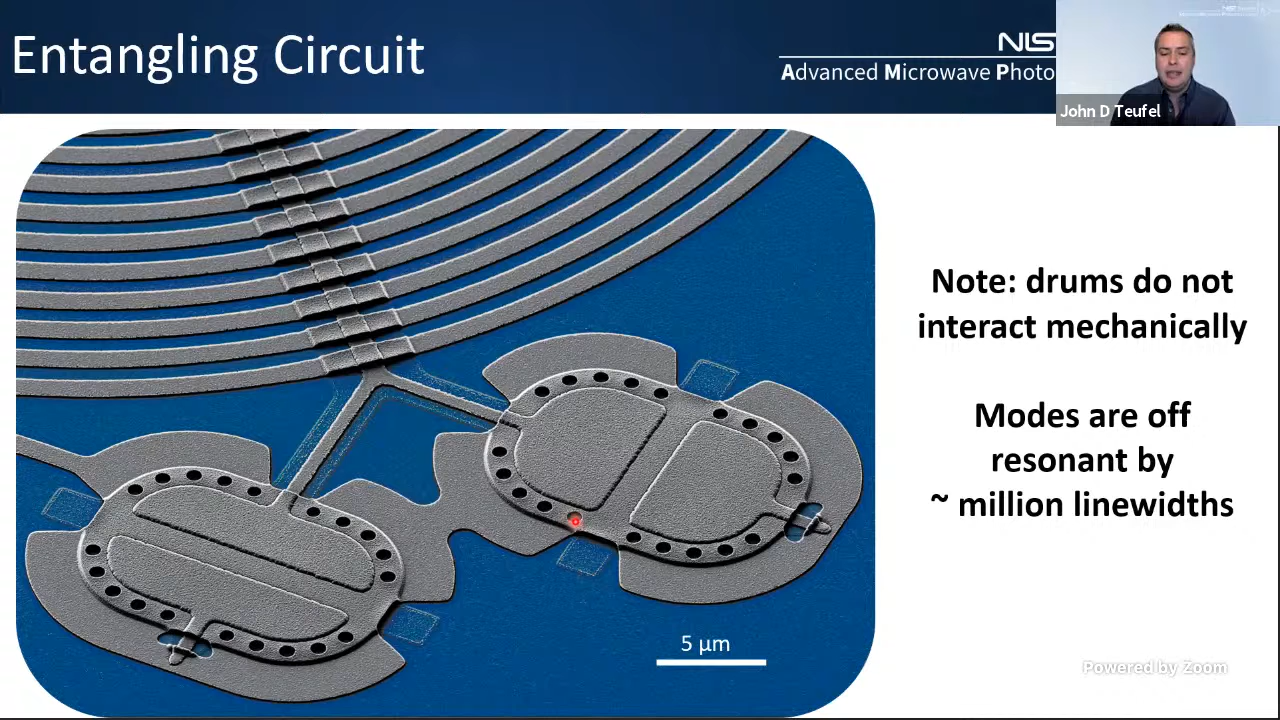 Entangling Circuit
NIS
Advanced Microwave Photo
John D Teufel
Note: drums do not
interact mechanically
Modes are off
resonant by
~ million linewidths
5 μm
Powered by Zoom